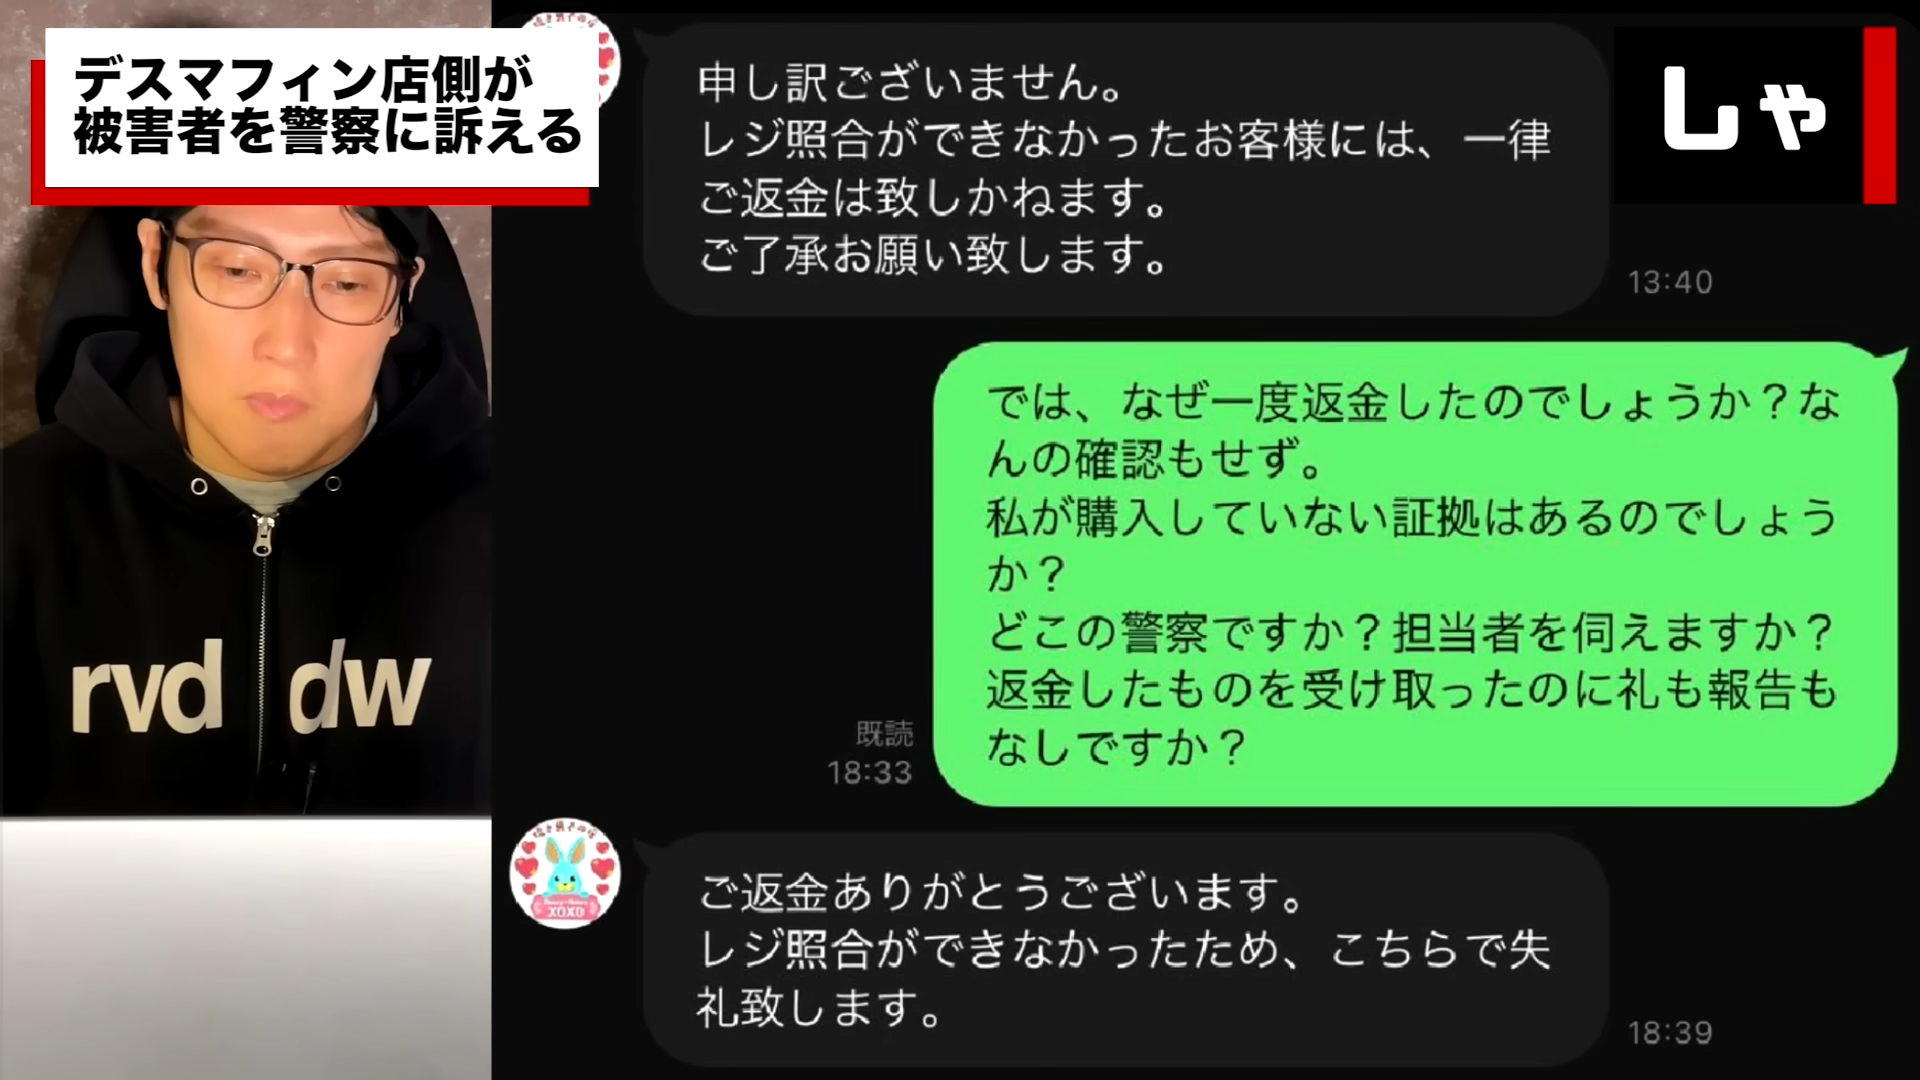 デスマフィン店側が
被害者を警察に訴える
しゃ
申し訳ございません。
レジ照合ができなかったお客様には、一律
ご返金は致しかねます。
ご了承お願い致します。
13:40
では、なぜ一度返金したのでしょうか？な
んの確認もせず。
私が購入していない証拠はあるのでしょう
か？
どこの警察ですか？担当者を伺えますか？
返金したものを受け取ったのに礼も報告も
なしですか？
既読
18:33
ご返金ありがとうございます。
レジ照合ができなかったため、こちらで失
礼致します。
18:39
XOXO
rvd dw